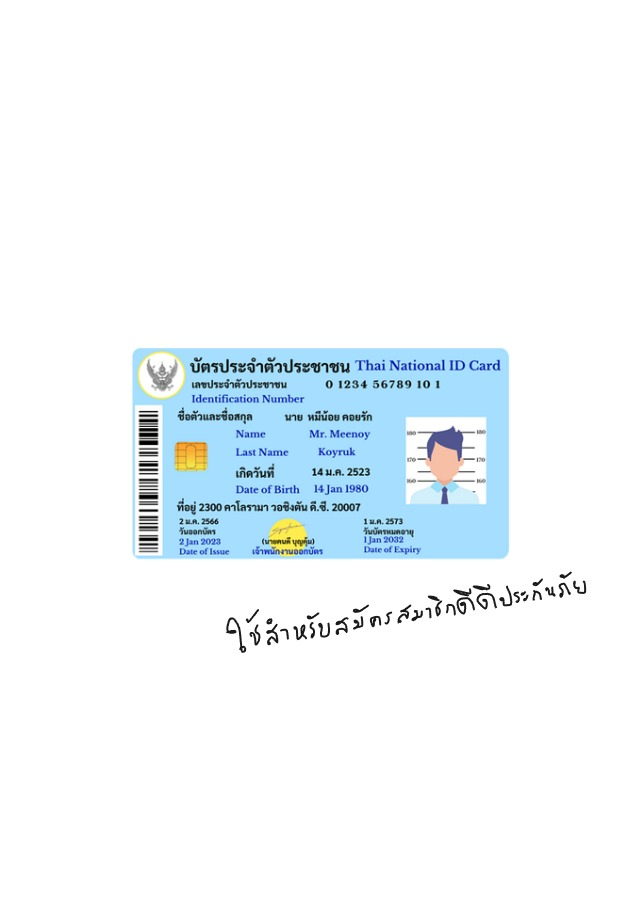 บัตรประจำตัวประชาชน Thai National ID Card
เลขประจำตัวประชาชน 0 1234 56789 10 1
Identification Number
ชื่อตัวและชื่อสกุล นาย หมีน้อย คอยรัก
Name Mr. Meenoy
Last Name Koyruk
เกิดวันที่ 14 ม.ค. 2523
Date of Birth 14 Jan 1980
ที่อยู่ 2300 คาโลรามา วอชิงตัน ดี.ซี. 20007
2 ม.ค. 2566
วันออกบัตร
2 Jan 2023
Date of Issue
(นายคนดี บุญคุ้ม)
เจ้าพนักงานออกบัตร
1 ม.ค. 2573
วันบัตรหมดอายุ
1 Jan 2032
Date of Expiry
180 180
170 170
160 160
ใช้สำหรับสมัครสมาชิกดีดีประกันภัย